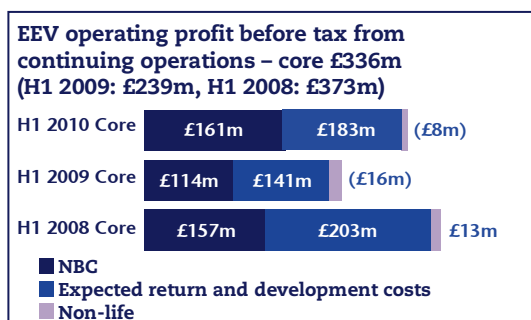 EEV operating profit before tax from
continuing operations – core £336m
(H1 2009: £239m, H1 2008: £373m)
H1 2010 Core £161m £183m (£8m)
H1 2009 Core £114m £141m (£16m)
H1 2008 Core £157m £203m £13m
NBC
Expected return and development costs
Non-life